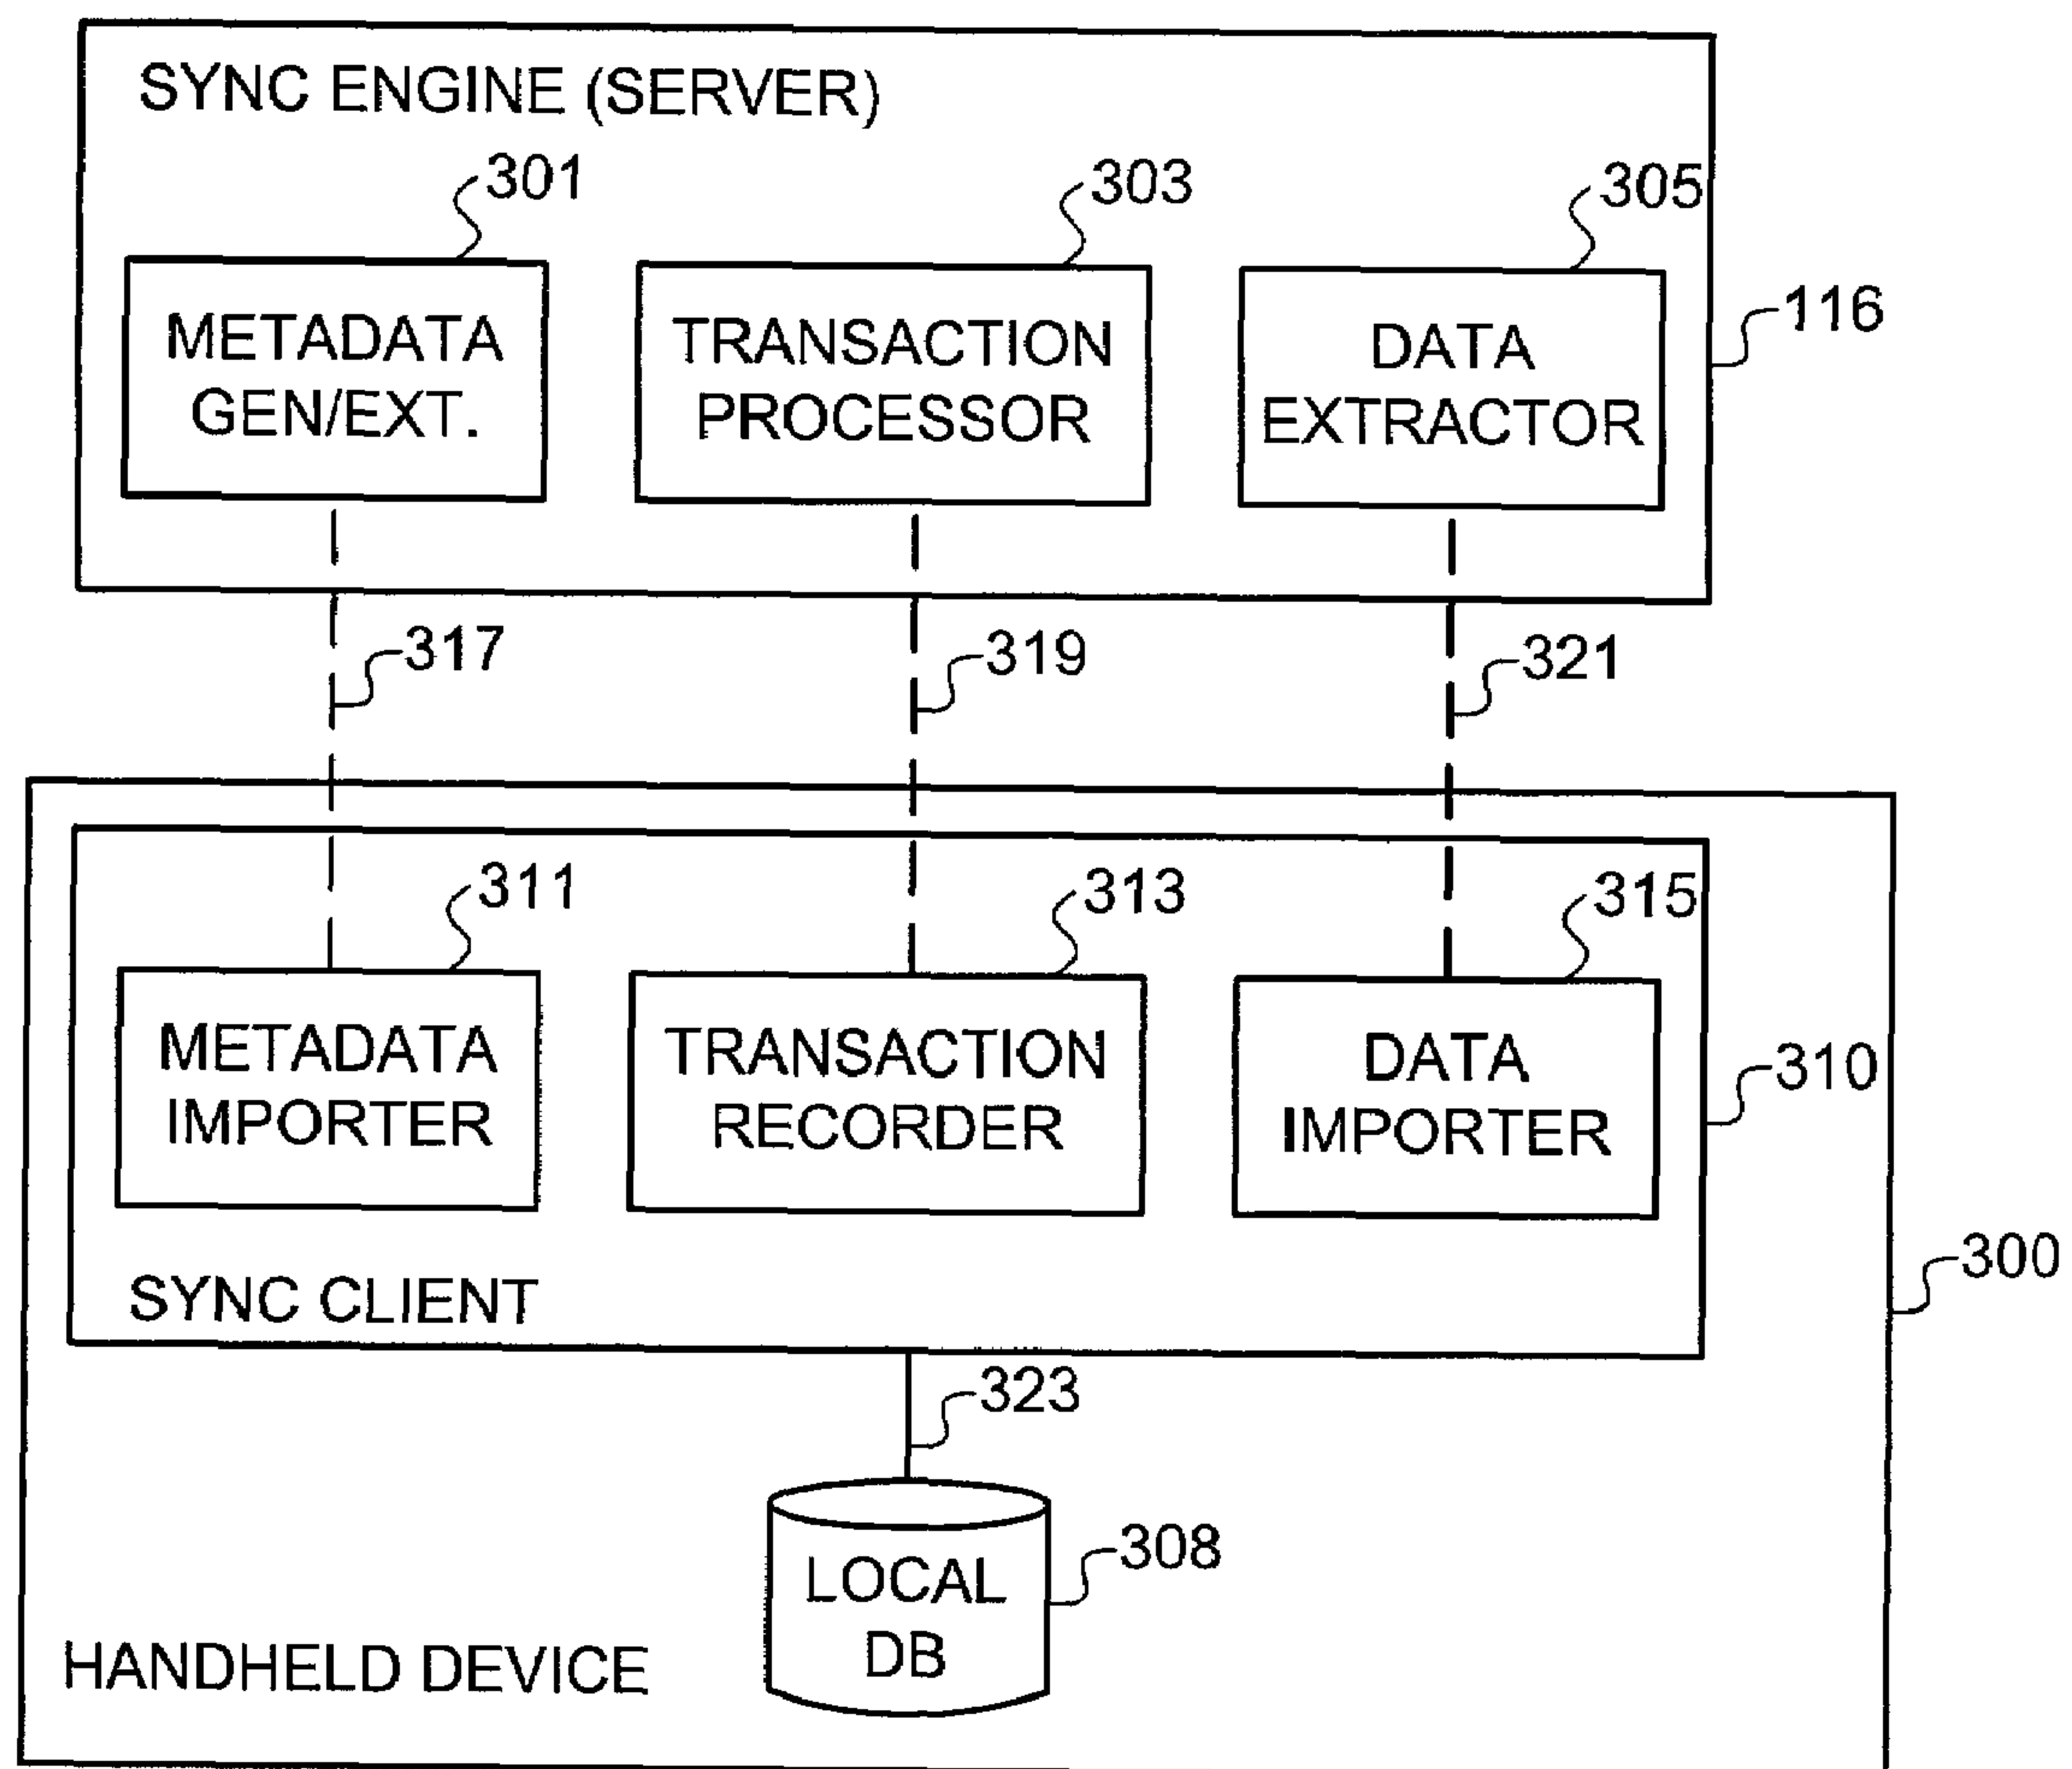 SYNC ENGINE (SERVER)
301
303
305
METADATA
GEN/EXT.
TRANSACTION
PROCESSOR
DATA
EXTRACTOR
116
317
319
321
311
313
315
METADATA
IMPORTER
TRANSACTION
RECORDER
DATA
IMPORTER
310
SYNC CLIENT
300
323
LOCAL
DB
308
HANDHELD DEVICE